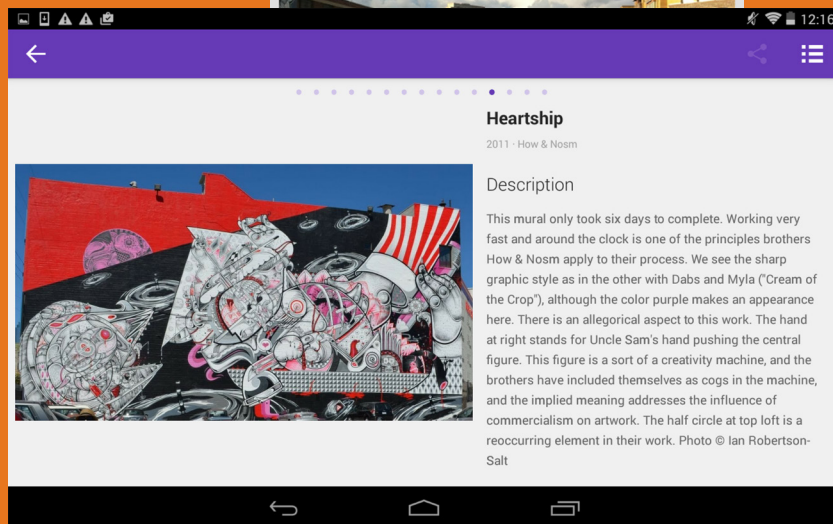 12:16
Heartship
2011 · How & Nosm
Description
This mural only took six days to complete. Working very
fast and around the clock is one of the principles brothers
How & Nosm apply to their process. We see the sharp
graphic style as in the other with Dabs and Myla ("Cream of
the Crop"), although the color purple makes an appearance
here. There is an allegorical aspect to this work. The hand
at right stands for Uncle Sam's hand pushing the central
figure. This figure is a sort of a creativity machine, and the
brothers have included themselves as cogs in the machine,
and the implied meaning addresses the influence of
commercialism on artwork. The half circle at top loft is a
reoccurring element in their work. Photo © Ian Robertson-
Salt